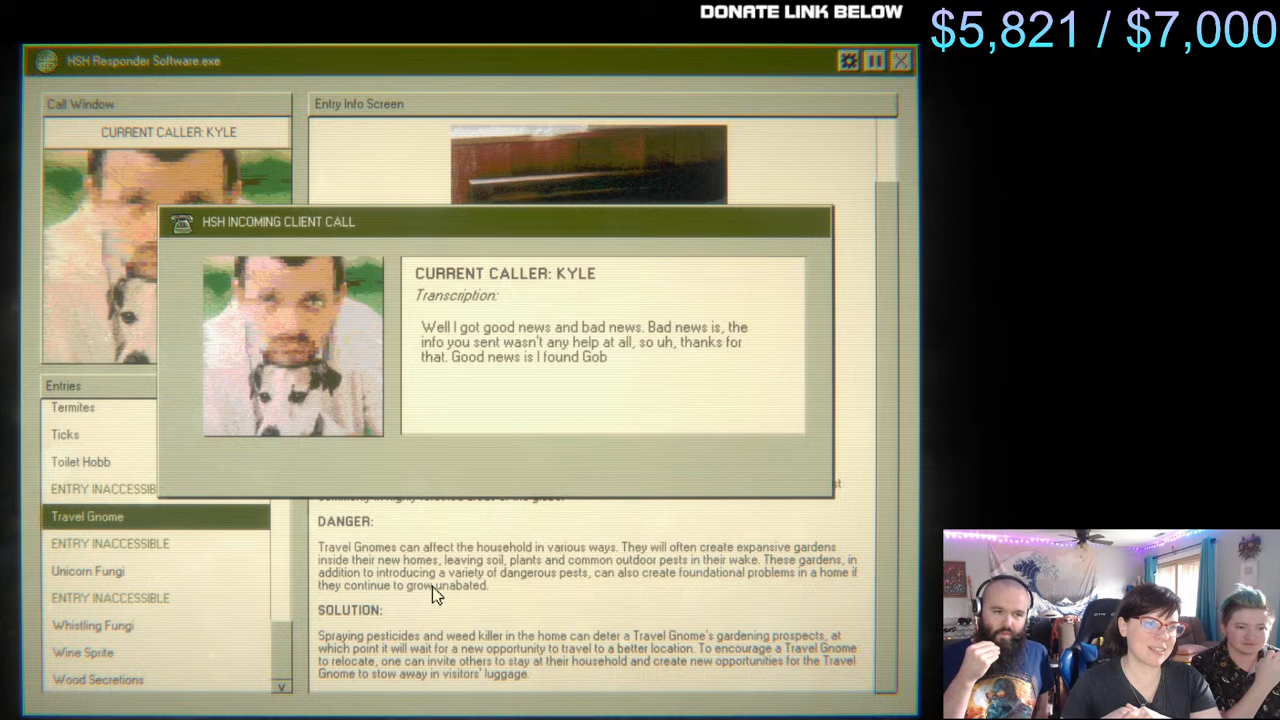 DONATE LINK BELOW
$5,821 / $7,000
HSH Responder Software.exe
Call Window
Entry Info Screen
CURRENT CALLER: KYLE
HSH INCOMING CLIENT CALL
CURRENT CALLER: KYLE
Transcription:
Well I got good news and bad news. Bad news is, the
info you sent wasn't any help at all, so uh, thanks for
that. Good news is I found Gob
Entries
Termites
Ticks
Toilet Hobb
ENTRY INACCESSIB
Travel Gnome
ENTRY INACCESSIBLE
Unicorn Fungi
ENTRY INACCESSIBLE
Whistling Fungi
Wine Sprite
Wood Secretions
DANGER:
Travel Gnomes can affect the household in various ways. They will often create expansive gardens
inside their new homes, leaving soil, plants and common outdoor pests in their wake. These gardens, in
addition to introducing a variety of dangerous pests, can also create foundational problems in a home if
they continue to grow unabated.
SOLUTION:
Spraying pesticides and weed killer in the home can deter a Travel Gnome's gardening prospects, at
which point it will wait for a new opportunity to travel to a better location. To encourage a Travel Gnome
to relocate, one can invite others to stay at their household and create new opportunities for the Travel
Gnome to stow away in visitors' luggage.